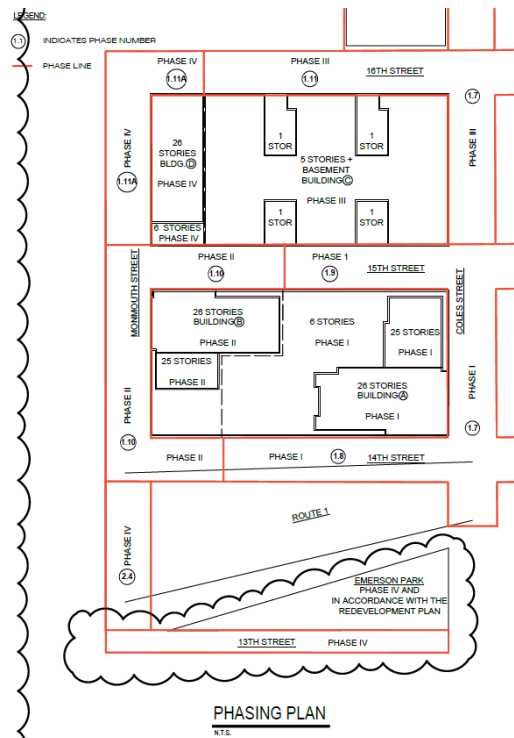 LEGEND:
1.1 INDICATES PHASE NUMBER
PHASE LINE
PHASE IV
1.11A
PHASE III
1.11
16TH STREET
1.7
PHASE III
PHASE IV
1.11A
26
STORIES
BLDG. D
PHASE IV
6 STORIES
PHASE IV
1
STOR
1
STOR
5 STORIES +
BASEMENT
BUILDING C
PHASE III
1
STOR
1
STOR
PHASE II
1.10
PHASE 1
1.9
15TH STREET
MONMOUTH STREET
COLES STREET
26 STORIES
BUILDING B
PHASE II
25 STORIES
PHASE II
6 STORIES
PHASE I
25 STORIES
PHASE I
26 STORIES
BUILDING A
PHASE I
PHASE I
1.7
PHASE II
1.10
PHASE II
PHASE I
1.8
14TH STREET
ROUTE 1
PHASE IV
2.4
EMERSON PARK
PHASE IV AND
IN ACCORDANCE WITH THE
REDEVELOPMENT PLAN
13TH STREET
PHASE IV
PHASING PLAN
N.T.S.